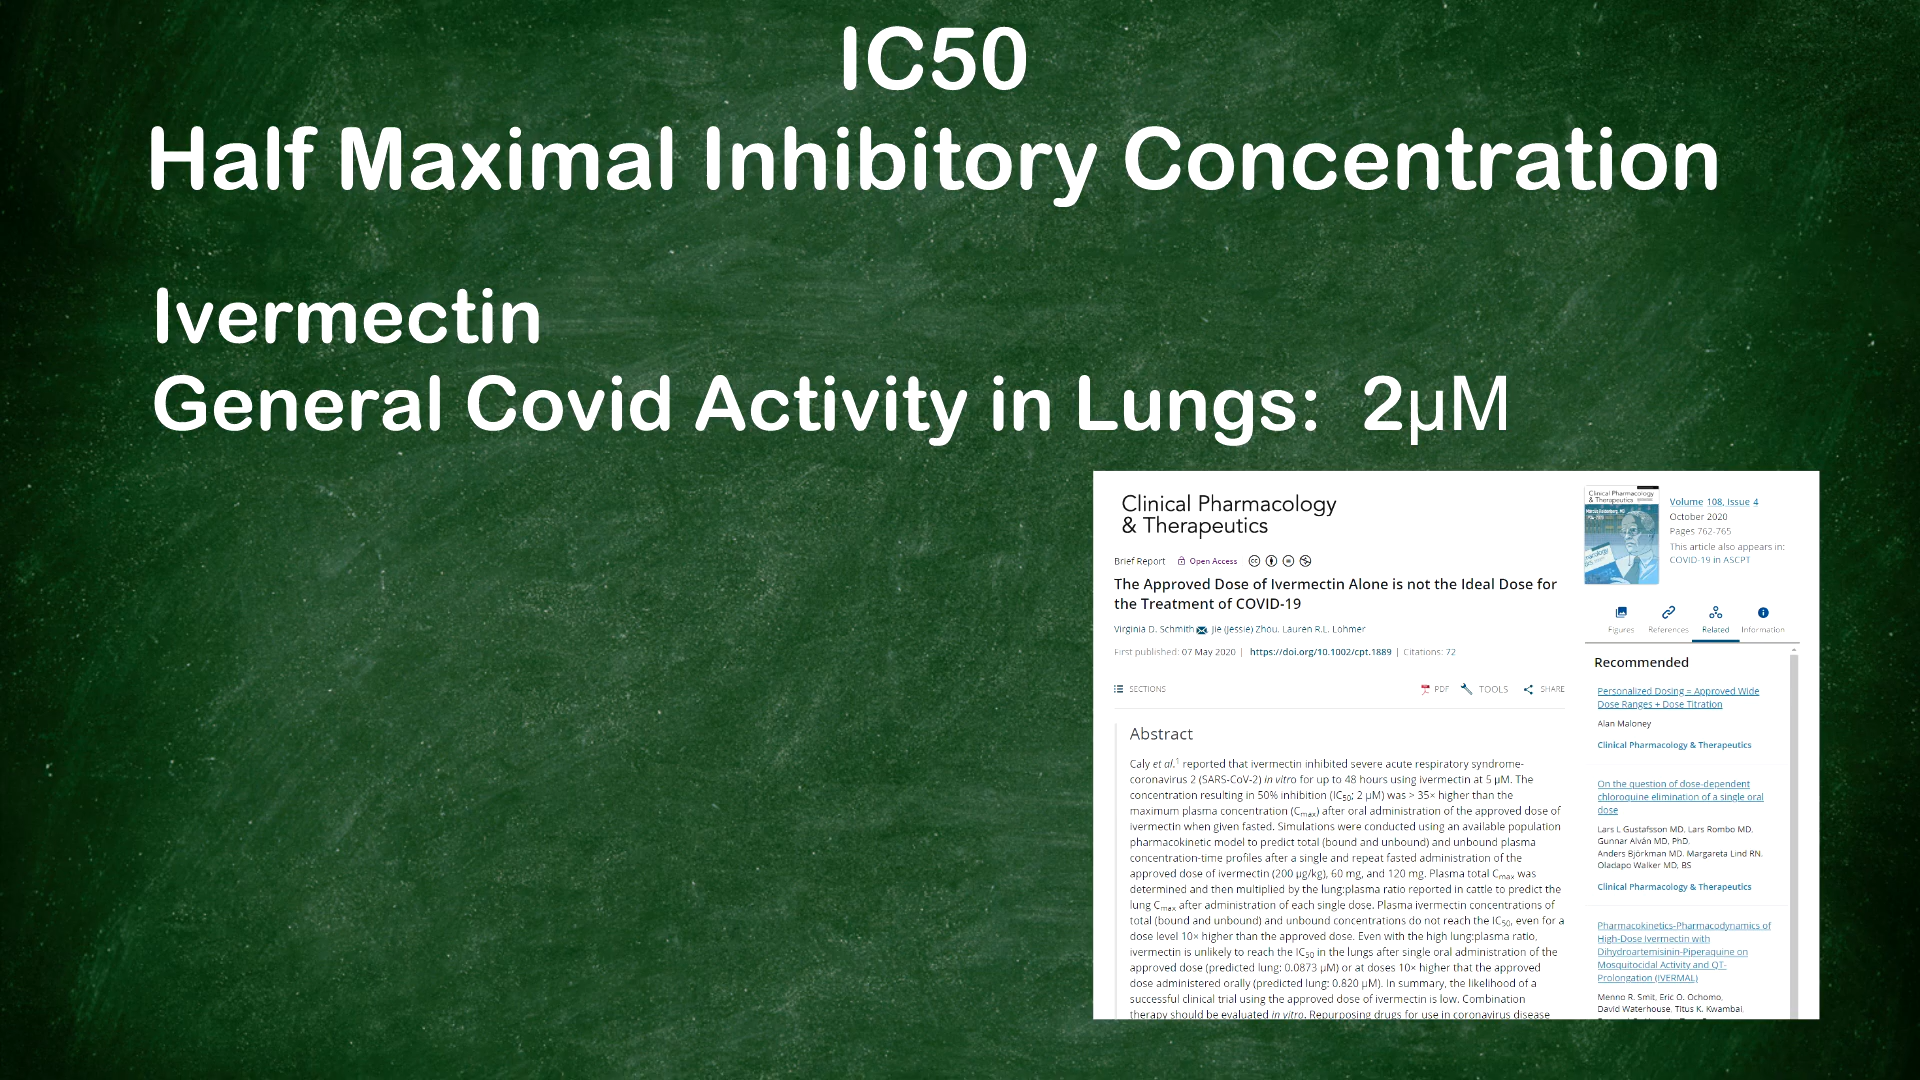 IC50
Half Maximal Inhibitory Concentration
Ivermectin
General Covid Activity in Lungs: 2µM
Clinical Pharmacology
& Therapeutics
Brief Report Open Access
The Approved Dose of Ivermectin Alone is not the Ideal Dose for
the Treatment of COVID-19
Virginia D. Schmith Jie (Jessie) Zhou, Lauren R.L. Lohmer
First published: 07 May 2020 | https://doi.org/10.1002/cpt.1889 | Citations: 72
SECTIONS PDF TOOLS SHARE
Abstract
Caly et al.1 reported that ivermectin inhibited severe acute respiratory syndrome-
coronavirus 2 (SARS-CoV-2) in vitro for up to 48 hours using ivermectin at 5 µM. The
concentration resulting in 50% inhibition (IC50; 2 µM) was > 35× higher than the
maximum plasma concentration (Cmax) after oral administration of the approved dose of
ivermectin when given fasted. Simulations were conducted using an available population
pharmacokinetic model to predict total (bound and unbound) and unbound plasma
concentration-time profiles after a single and repeat fasted administration of the
approved dose of ivermectin (200 µg/kg), 60 mg, and 120 mg. Plasma total Cmax was
determined and then multiplied by the lung:plasma ratio reported in cattle to predict the
lung Cmax after administration of each single dose. Plasma ivermectin concentrations of
total (bound and unbound) and unbound concentrations do not reach the IC50, even for a
dose level 10× higher than the approved dose. Even with the high lung:plasma ratio,
ivermectin is unlikely to reach the IC50 in the lungs after single oral administration of the
approved dose (predicted lung: 0.0873 µM) or at doses 10× higher that the approved
dose administered orally (predicted lung: 0.820 µM). In summary, the likelihood of a
successful clinical trial using the approved dose of ivermectin is low. Combination
therapy should be evaluated in vitro. Repurposing drugs for use in coronavirus disease
Clinical Pharmacology
& Therapeutics
Volume 108, Issue 4
October 2020
Pages 762-765
This article also appears in:
COVID-19 in ASCPT
Figures References Related Information
Recommended
Personalized Dosing = Approved Wide
Dose Ranges + Dose Titration
Alan Maloney
Clinical Pharmacology & Therapeutics
On the question of dose-dependent
chloroquine elimination of a single oral
dose
Lars L Gustafsson MD, Lars Rombo MD,
Gunnar Alván MD, PhD,
Anders Björkman MD, Margareta Lind RN,
Oladapo Walker MD, BS
Clinical Pharmacology & Therapeutics
Pharmacokinetics-Pharmacodynamics of
High-Dose Ivermectin with
Dihydroartemisinin-Piperaquine on
Mosquitocidal Activity and QT-
Prolongation (IVERMAL)
Menno R. Smit, Eric O. Ochomo,
David Waterhouse, Titus K. Kwambai,